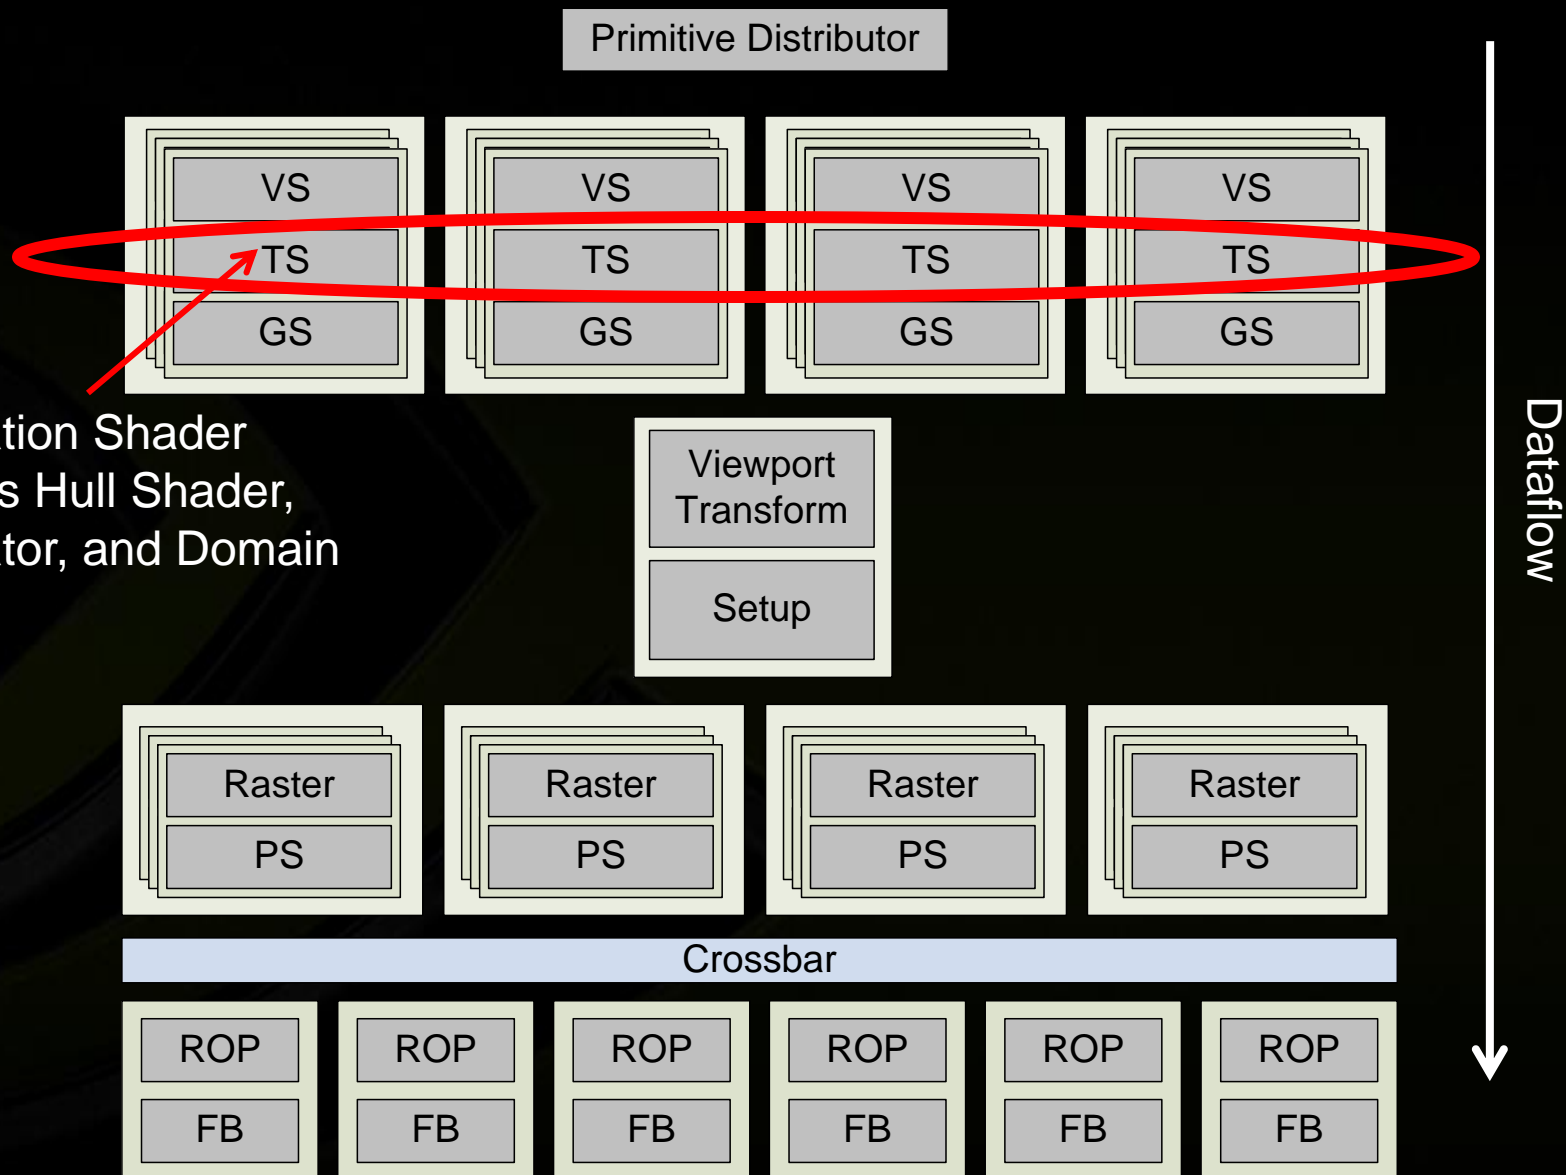 Primitive Distributor
VS VS VS VS
TS TS TS TS
GS GS GS GS
tion Shader
s Hull Shader,
tor, and Domain
Viewport
Transform
Setup
Dataflow
Raster Raster Raster Raster
PS PS PS PS
Crossbar
ROP ROP ROP ROP ROP ROP
FB FB FB FB FB FB